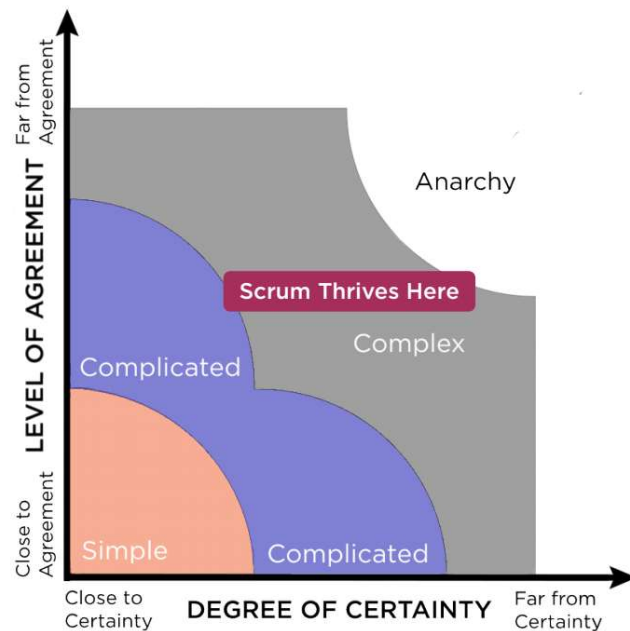 Far from
Agreement
LEVEL OF AGREEMENT
Close to
Agreement
Anarchy
Scrum Thrives Here
Complex
Complicated
Simple
Complicated
Close to
Certainty
DEGREE OF CERTAINTY
Far from
Certainty